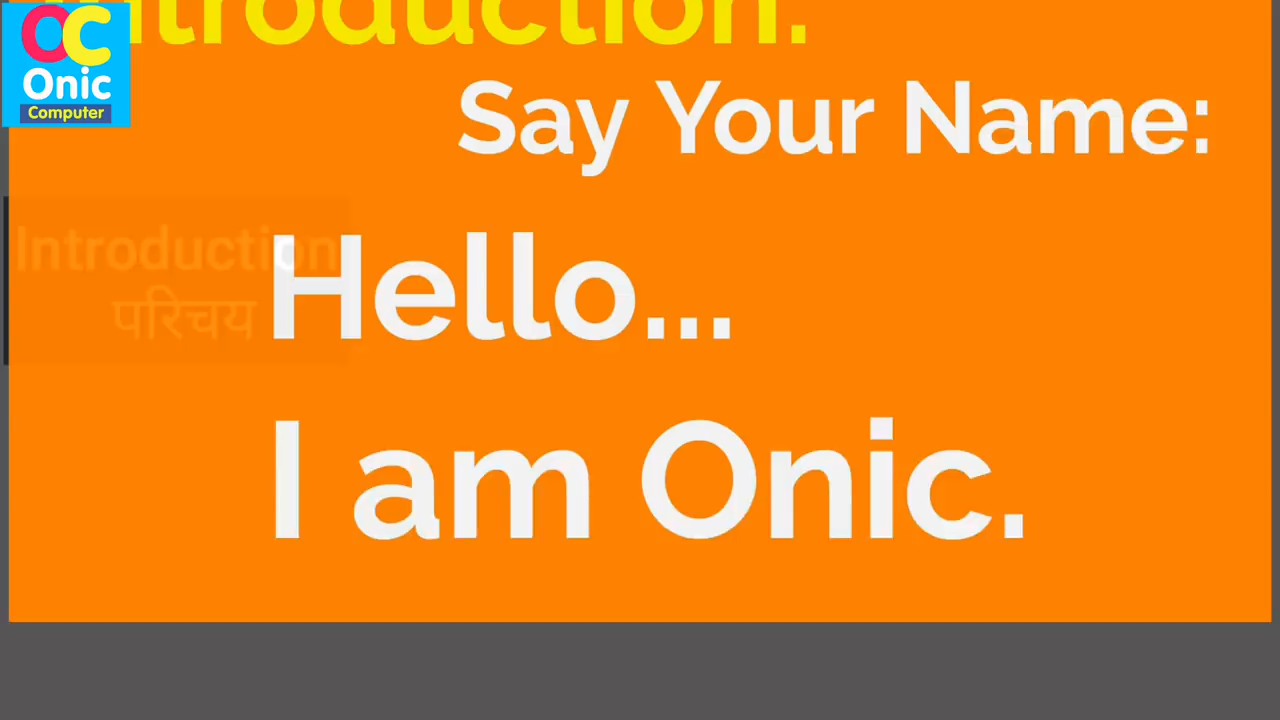 Introduction.
OC
Onic
Computer
Say Your Name:
Introduction
परिचय
Hello...
I am Onic.